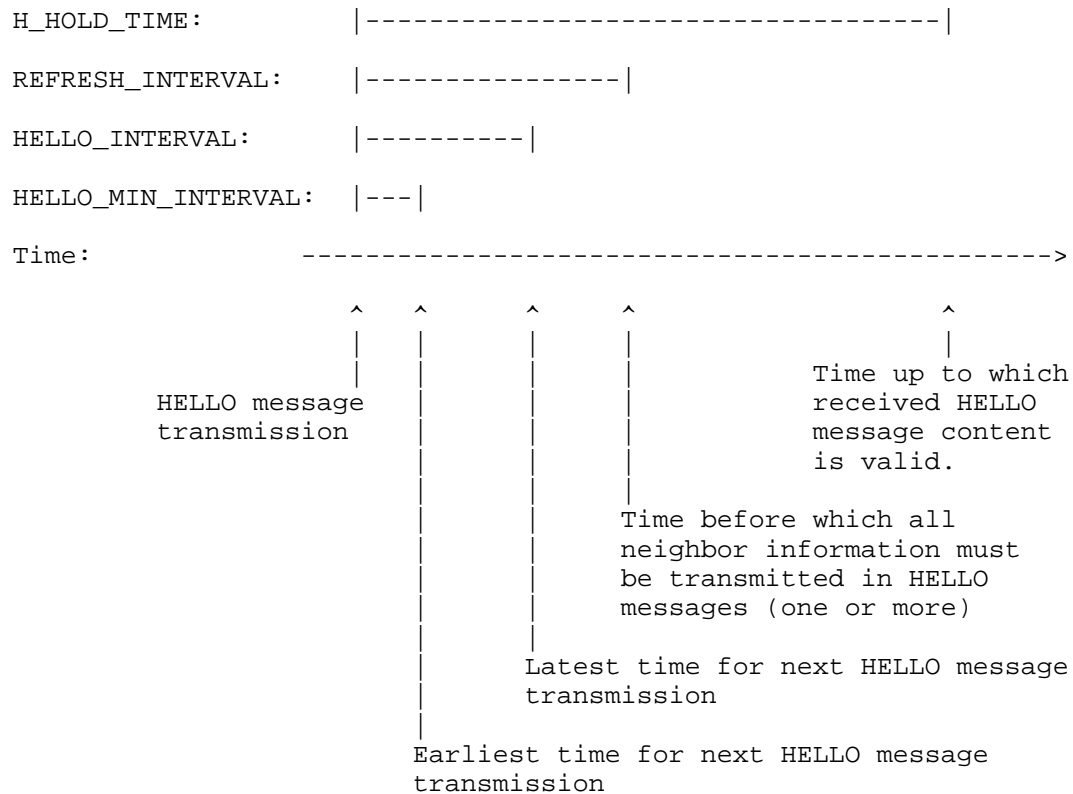 H_HOLD_TIME: |------------------------------------|
REFRESH_INTERVAL: |----------------|
HELLO_INTERVAL: |----------|
HELLO_MIN_INTERVAL: |---|
Time: ----------------------------------------------->
^ ^ ^ ^ ^
| | | | |
| | | | Time up to which
HELLO message | | | received HELLO
transmission | | | message content
| | | is valid.
| | |
| | Time before which all
| | neighbor information must
| | be transmitted in HELLO
| | messages (one or more)
| |
| Latest time for next HELLO message
| transmission
|
Earliest time for next HELLO message
transmission